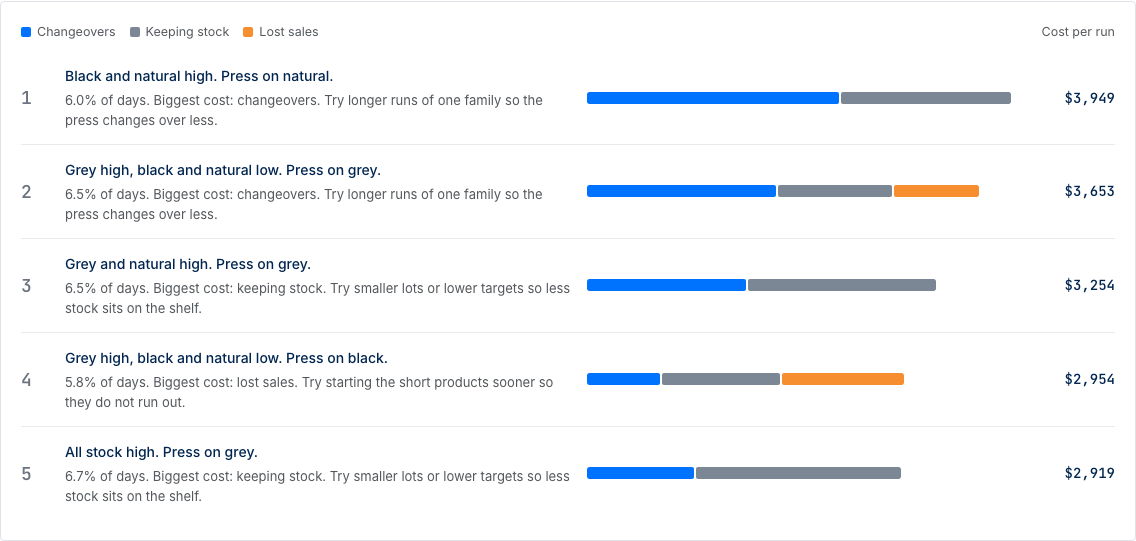 Changeovers Keeping stock Lost sales Cost per run
1
Black and natural high. Press on natural.
6.0% of days. Biggest cost: changeovers. Try longer runs of one family so the
press changes over less.
$3,949
2
Grey high, black and natural low. Press on grey.
6.5% of days. Biggest cost: changeovers. Try longer runs of one family so the
press changes over less.
$3,653
3
Grey and natural high. Press on grey.
6.5% of days. Biggest cost: keeping stock. Try smaller lots or lower targets so less
stock sits on the shelf.
$3,254
4
Grey high, black and natural low. Press on black.
5.8% of days. Biggest cost: lost sales. Try starting the short products sooner so
they do not run out.
$2,954
5
All stock high. Press on grey.
6.7% of days. Biggest cost: keeping stock. Try smaller lots or lower targets so less
stock sits on the shelf.
$2,919